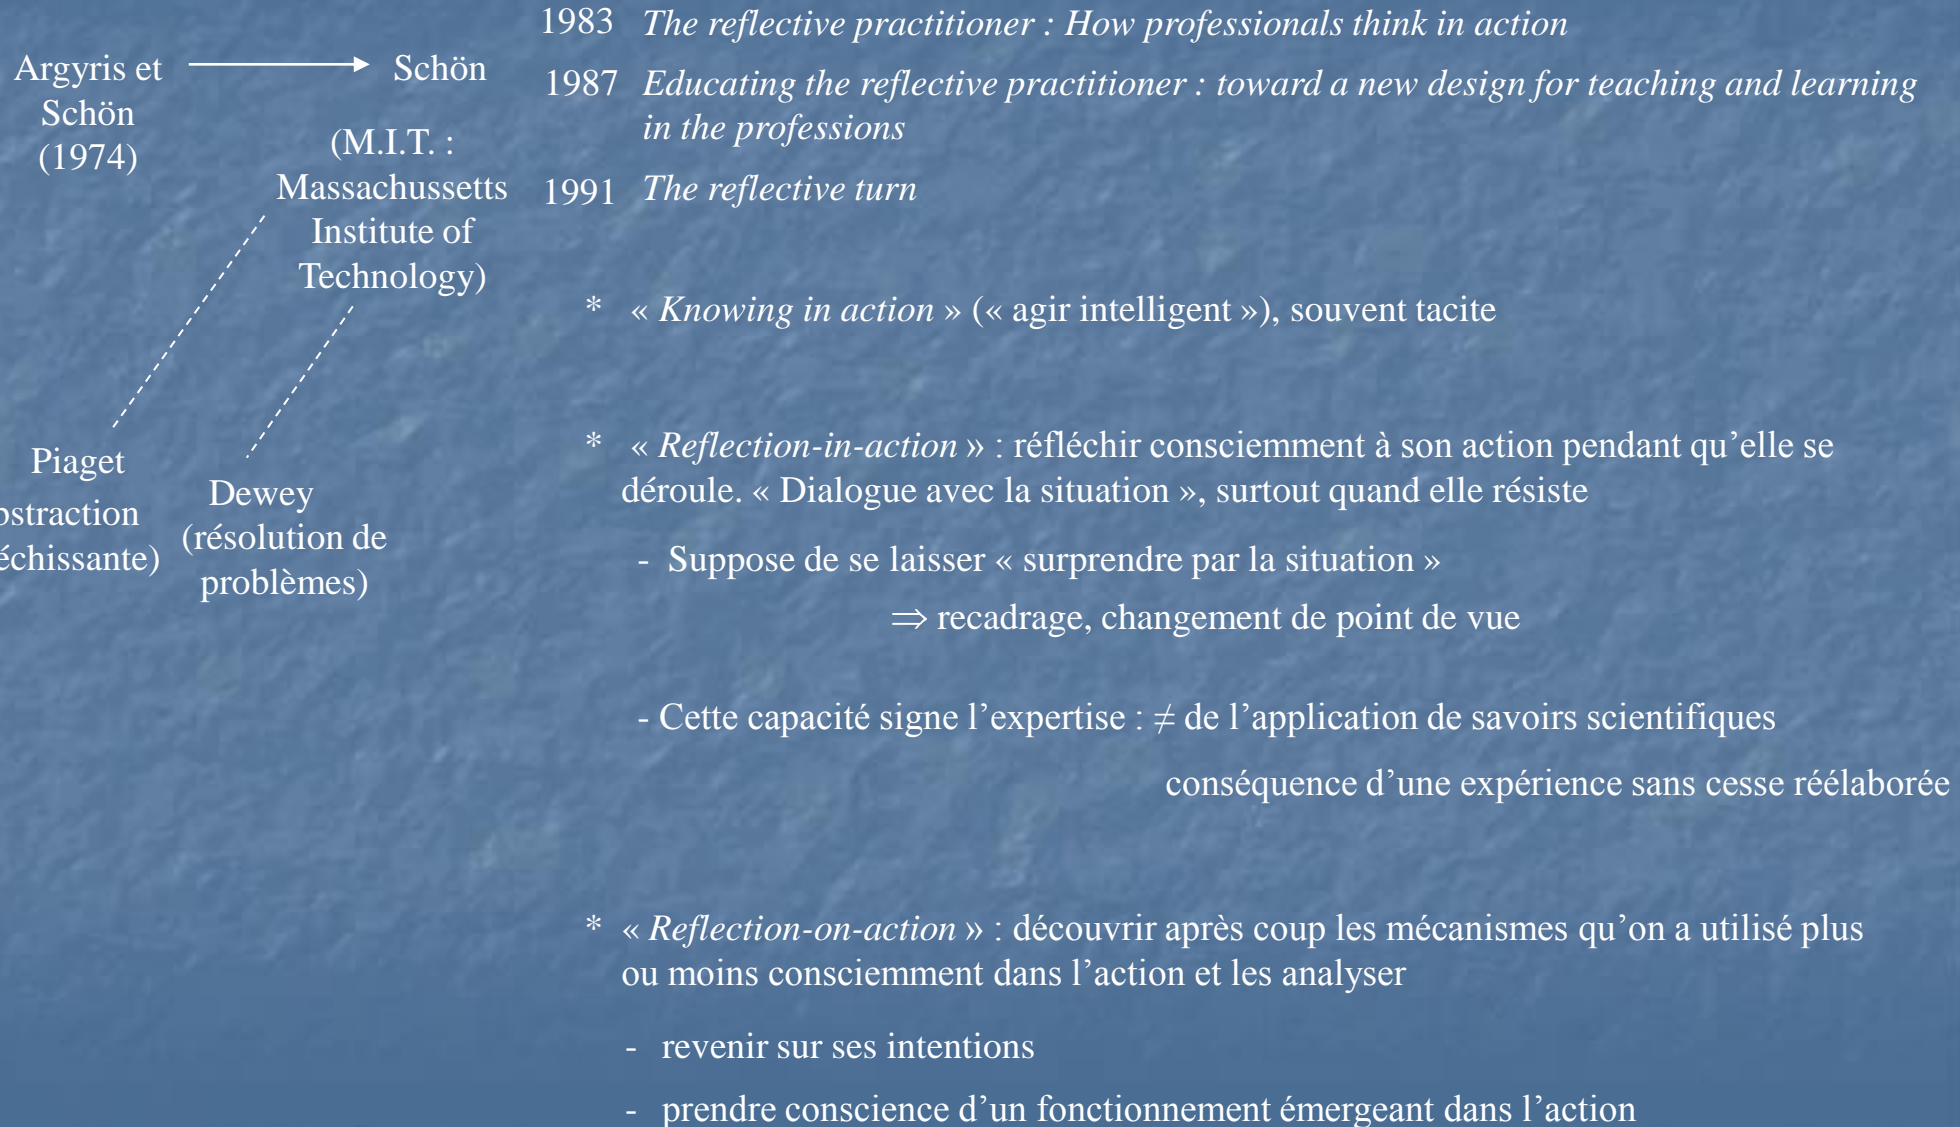 Argyris et
Schön
(1974)
Schön
(M.I.T. :
Massachussetts
Institute of
Technology)
Piaget
Dewey
(résolution de
problèmes)
1983 The reflective practitioner : How professionals think in action
1987 Educating the reflective practitioner : toward a new design for teaching and learning
in the professions
1991 The reflective turn
* « Knowing in action » (« agir intelligent »), souvent tacite
* « Reflection-in-action » : réfléchir consciemment à son action pendant qu’elle se
déroule. « Dialogue avec la situation », surtout quand elle résiste
- Suppose de se laisser « surprendre par la situation »
⇒ recadrage, changement de point de vue
- Cette capacité signe l’expertise : ≠ de l’application de savoirs scientifiques
conséquence d’une expérience sans cesse réélaborée
* « Reflection-on-action » : découvrir après coup les mécanismes qu’on a utilisé plus
ou moins consciemment dans l’action et les analyser
- revenir sur ses intentions
- prendre conscience d’un fonctionnement émergeant dans l’action